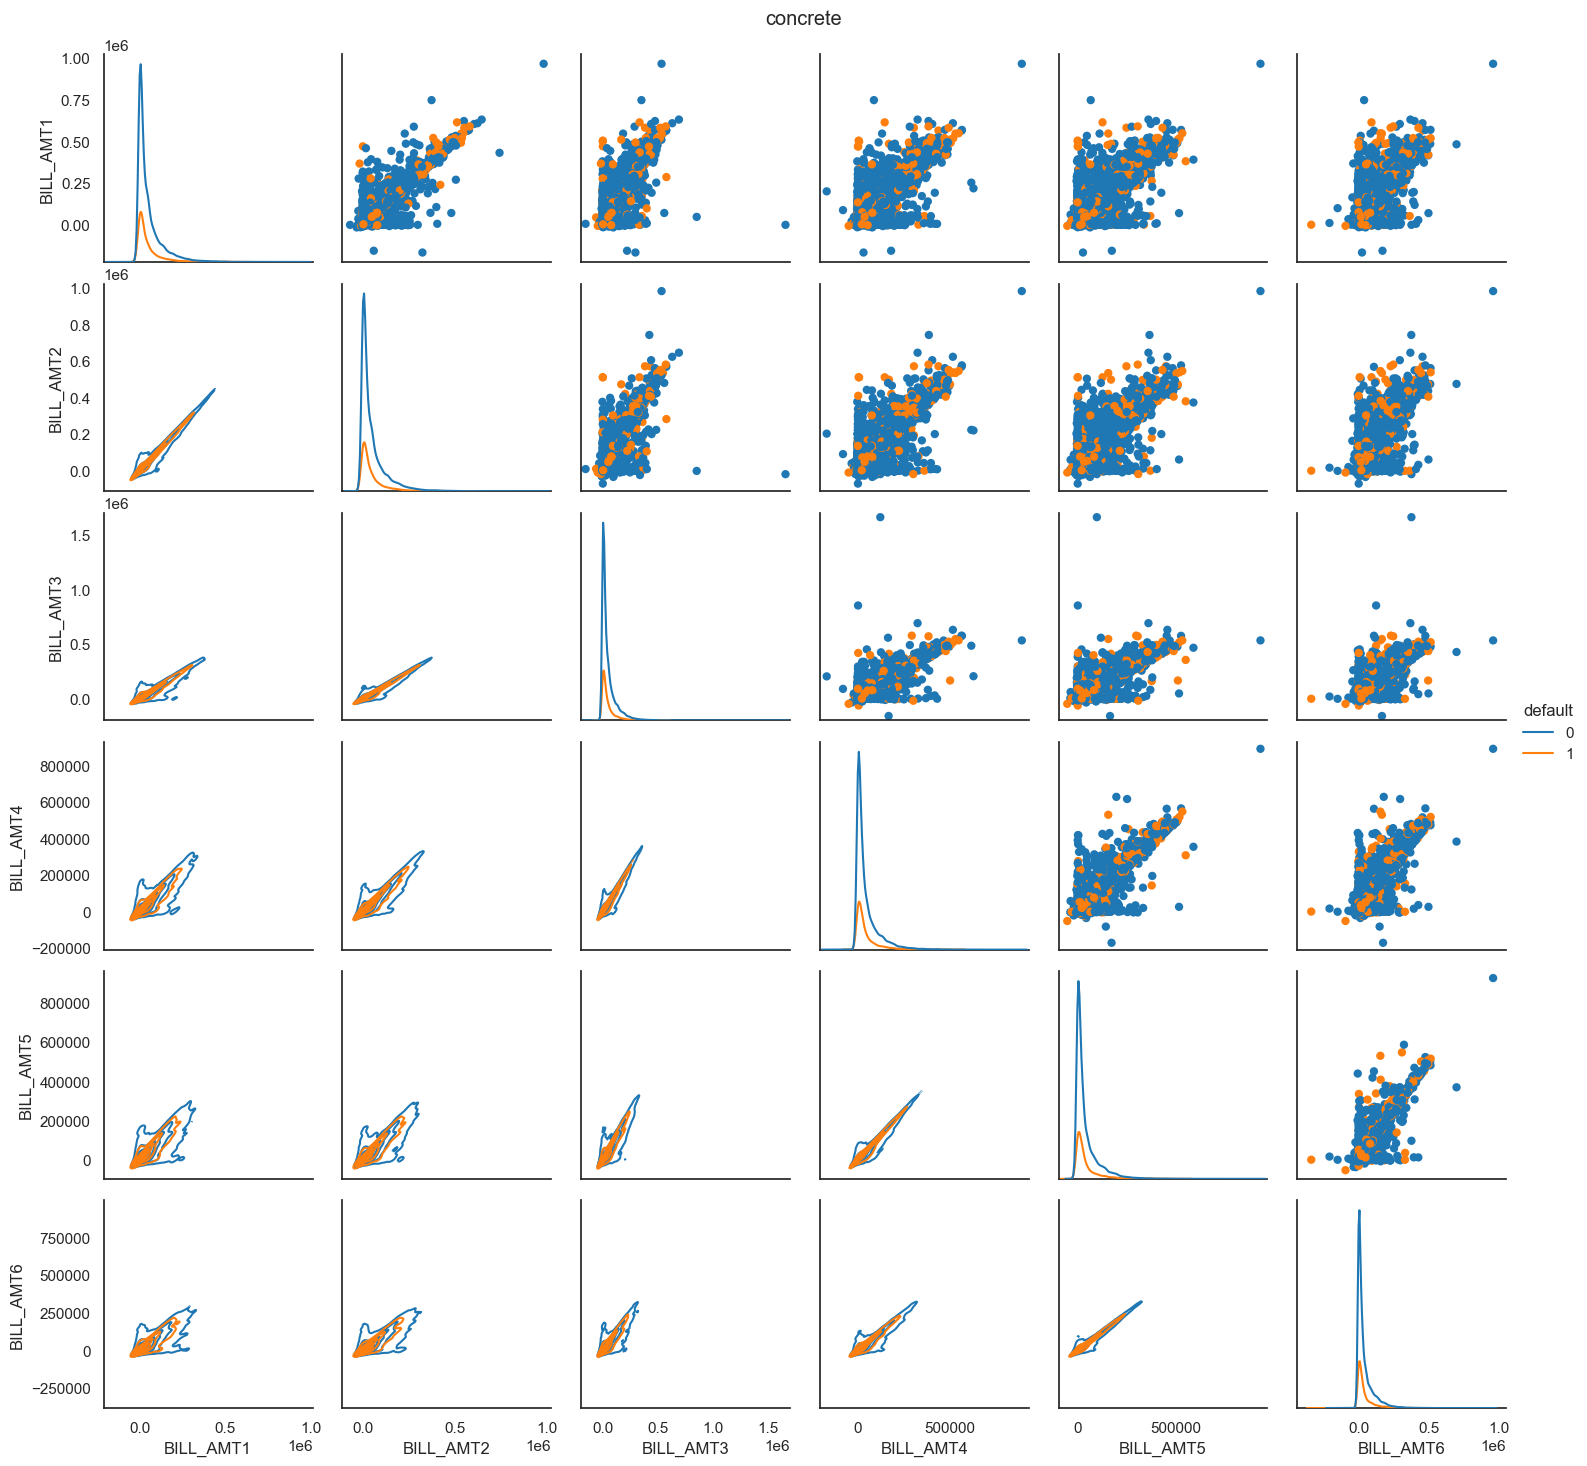 concrete
1e6
1.00
0.75
0.50
0.25
0.00
BILL_AMT1
1e6
1.0
0.8
0.6
0.4
0.2
0.0
BILL_AMT2
1e6
1.5
1.0
0.5
0.0
BILL_AMT3
default
0
1
800000
600000
400000
200000
0
−200000
BILL_AMT4
800000
600000
400000
200000
0
BILL_AMT5
750000
500000
250000
0
−250000
BILL_AMT6
0.0 0.5 1.0
1e6
BILL_AMT1
0.0 0.5 1.0
1e6
BILL_AMT2
0.0 0.5 1.0 1.5
1e6
BILL_AMT3
0 500000
BILL_AMT4
0 500000
BILL_AMT5
0.0 0.5 1.0
1e6
BILL_AMT6